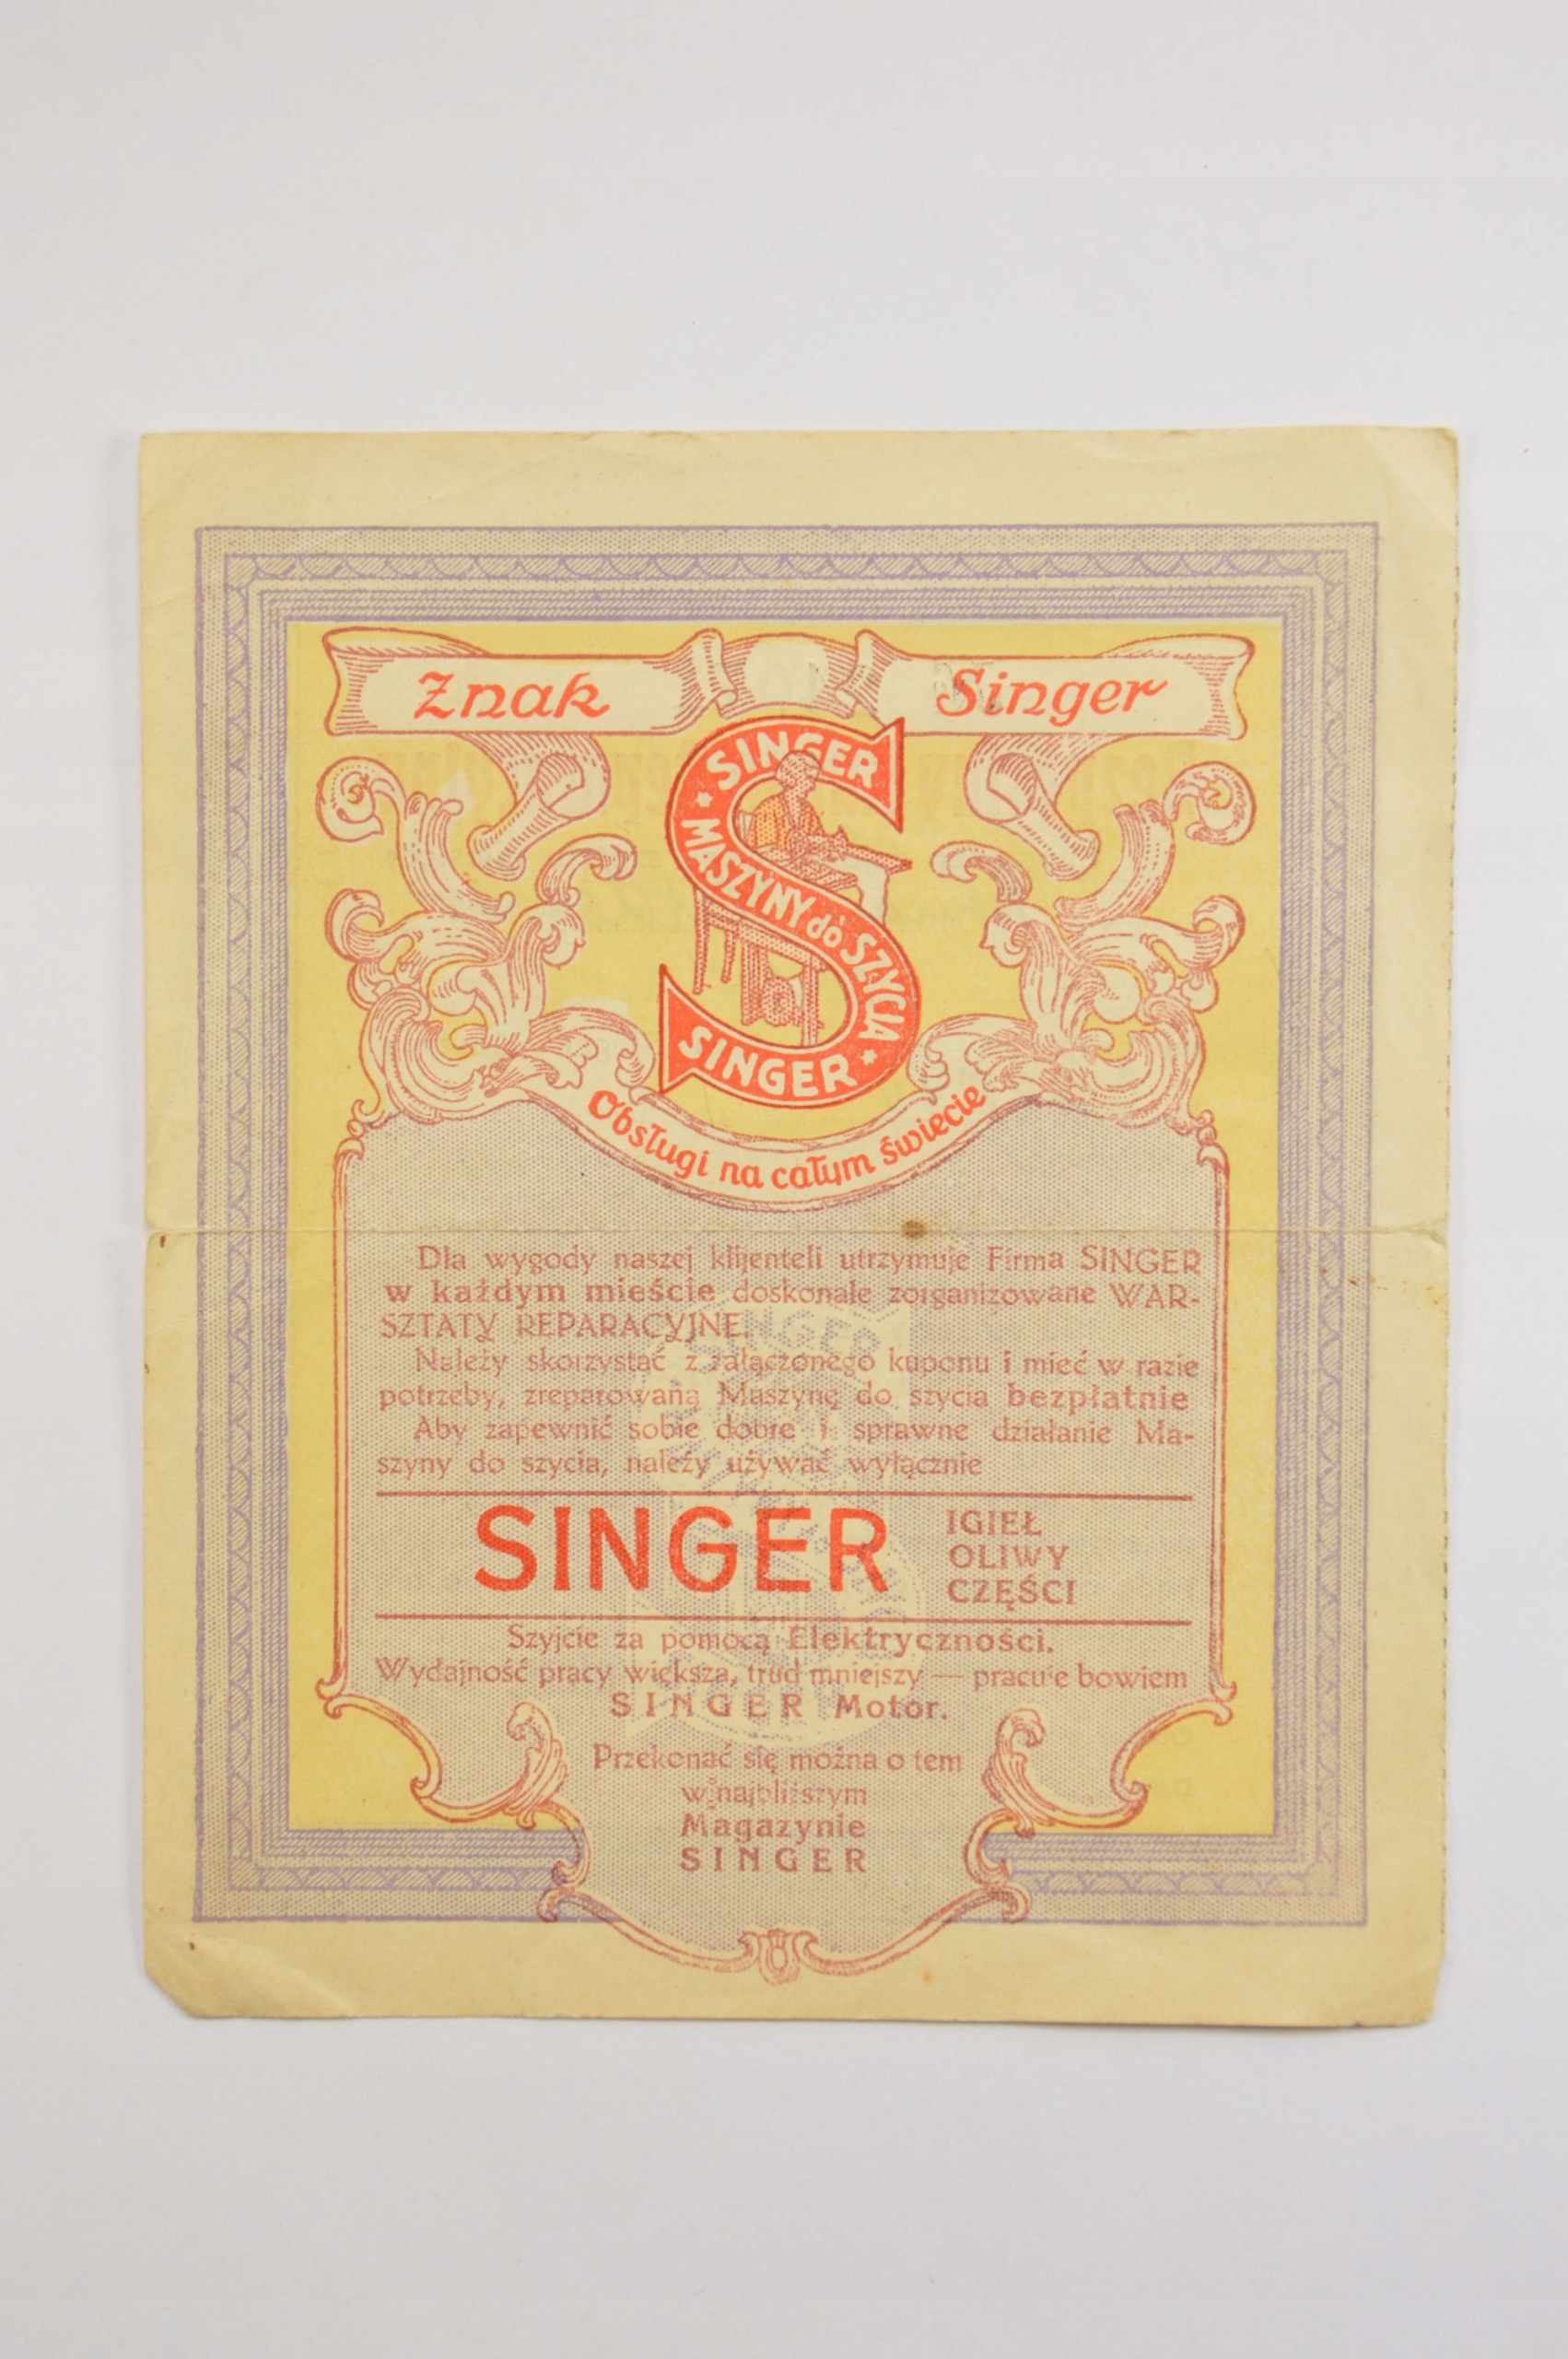 Znak Singer
SINGER
MASZYNY do SZYCIA
SINGER
Obsługi na całym świecie
Dla wygody naszej klijenteli utrzymuje Firma SINGER
w każdym mieście doskonale zorganizowane WAR-
SZTATY REPARACYJNE.
Należy skorzystać z załączonego kuponu i mieć w razie
potrzeby, zreparowaną Maszynę do szycia bezpłatnie
Aby zapewnić sobie dobre i sprawne działanie Ma-
szyny do szycia, należy używać wyłącznie
SINGER
IGIEŁ
OLIWY
CZĘŚCI
Szyjcie za pomocą Elektryczności.
Wydajność pracy większa, trud mniejszy — pracuje bowiem
SINGER Motor.
Przekonać się można o tem
w najbliższym
Magazynie
SINGER